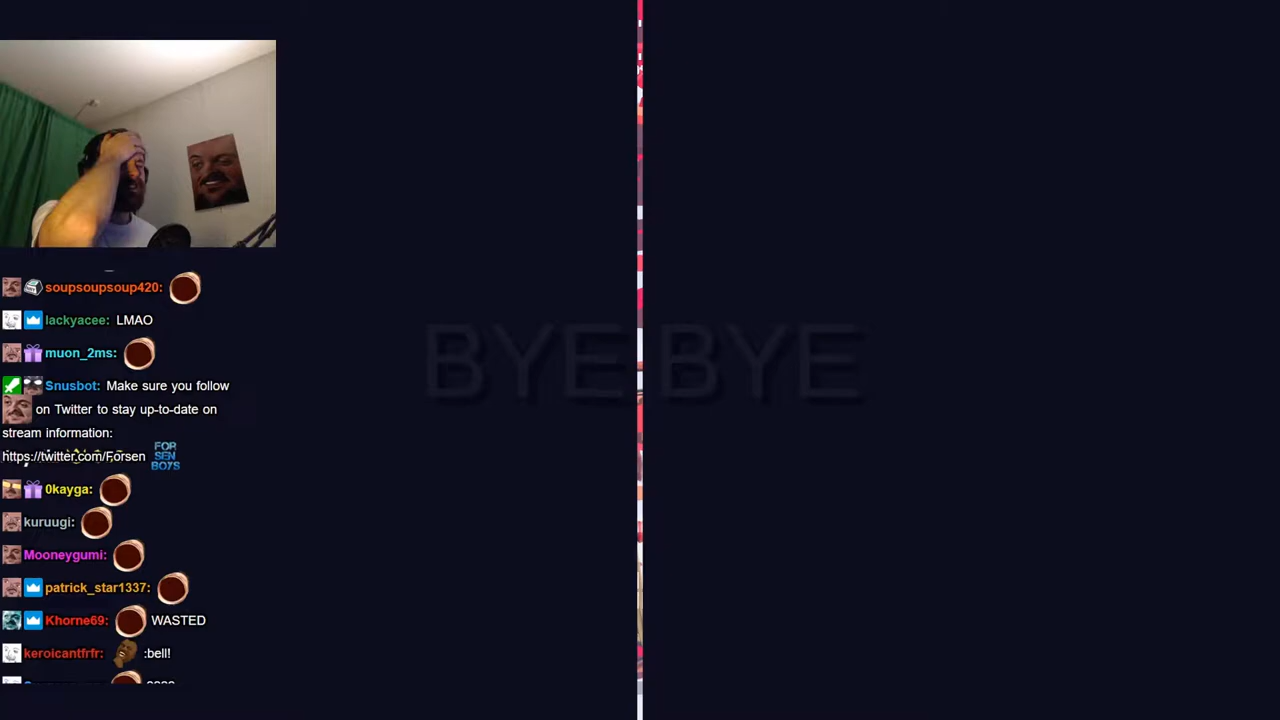 soupsoupsoup420:
lackyacee: LMAO
muon_2ms:
Snusbot: Make sure you follow
on Twitter to stay up-to-date on
stream information:
https://twitter.com/Forsen FOR
SEN
BOYS
0kayga:
kuruugi:
Mooneygumi:
patrick_star1337:
Khorne69: WASTED
keroicantfrfr: :bell!
BYE BYE